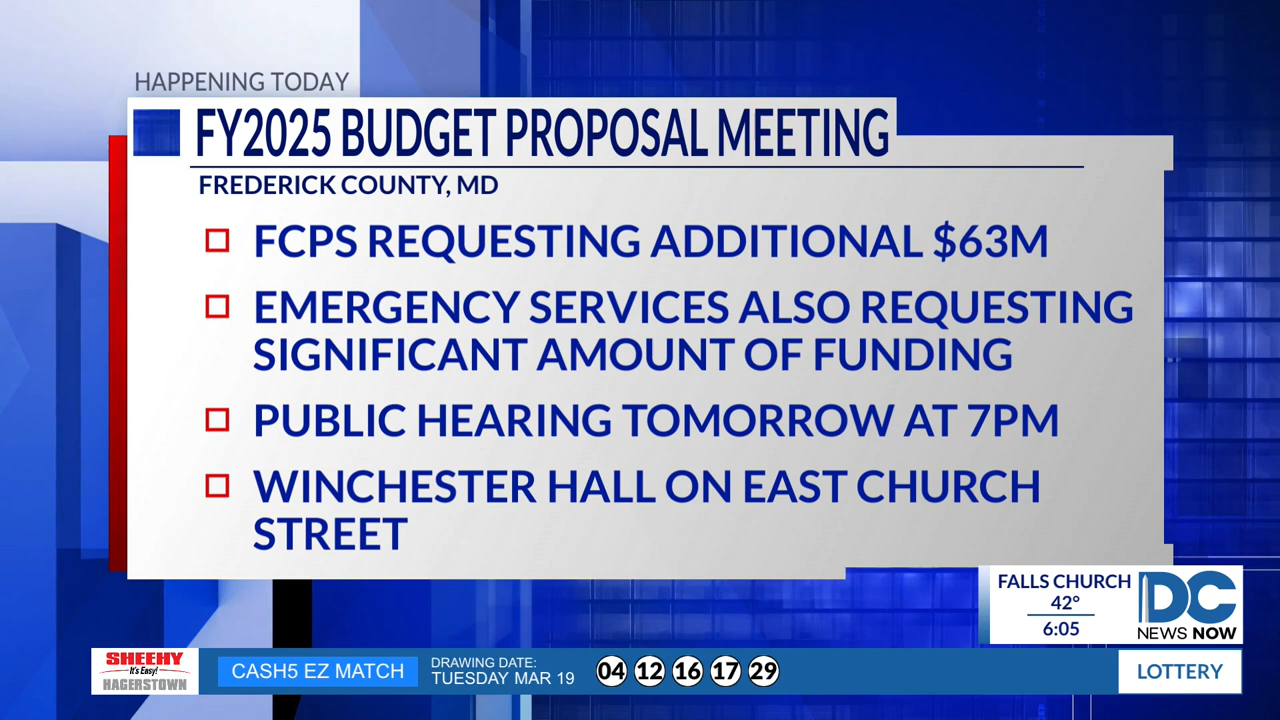 HAPPENING TODAY
FY2025 BUDGET PROPOSAL MEETING
FREDERICK COUNTY, MD
FCPS REQUESTING ADDITIONAL $63M
EMERGENCY SERVICES ALSO REQUESTING
SIGNIFICANT AMOUNT OF FUNDING
PUBLIC HEARING TOMORROW AT 7PM
WINCHESTER HALL ON EAST CHURCH
STREET
FALLS CHURCH
42°
6:05
DC
NEWS NOW
SHEEHY
It's Easy!
HAGERSTOWN
CASH5 EZ MATCH
DRAWING DATE:
TUESDAY MAR 19
04 12 16 17 29
LOTTERY